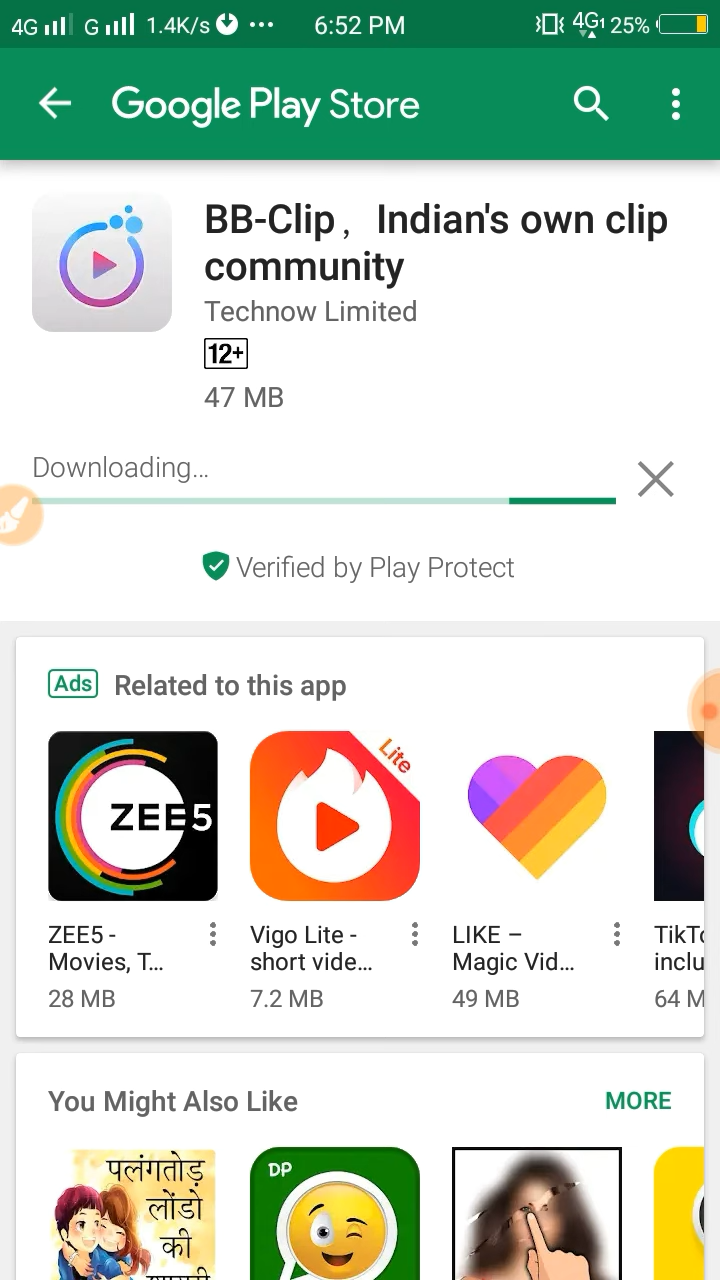 4G G 1.4K/s ... 6:52 PM 4G1 25%
Google Play Store
BB-Clip，Indian's own clip
community
Technow Limited
12+
47 MB
Downloading...
Verified by Play Protect
Ads Related to this app
ZEE5
Lite
ZEE5 -
Movies, T...
28 MB
Vigo Lite -
short vide...
7.2 MB
LIKE –
Magic Vid...
49 MB
TikT
inclu
64 M
You Might Also Like MORE
पलंगतोड़
लोंडो
की
DP